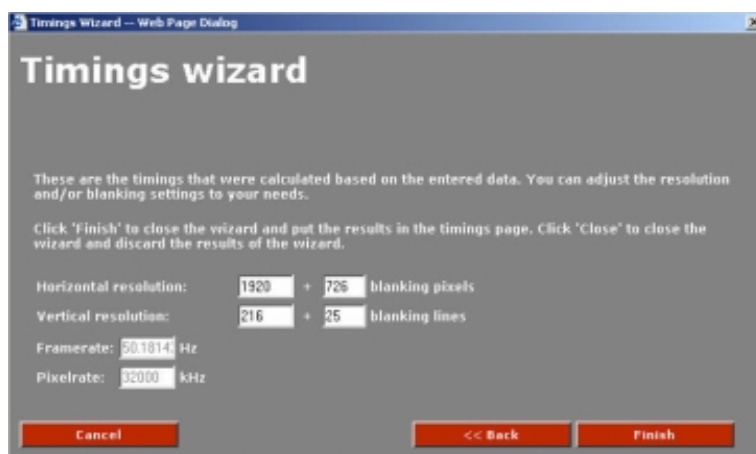 Timings Wizard -- Web Page Dialog
Timings wizard
These are the timings that were calculated based on the entered data. You can adjust the resolution
and/or blanking settings to your needs.
Click 'Finish' to close the wizard and put the results in the timings page. Click 'Close' to close the
wizard and discard the results of the wizard.
Horizontal resolution: 1920 + 726 blanking pixels
Vertical resolution: 216 + 25 blanking lines
Framerate: Hz
Pixelrate: 32000 kHz
Cancel << Back Finish